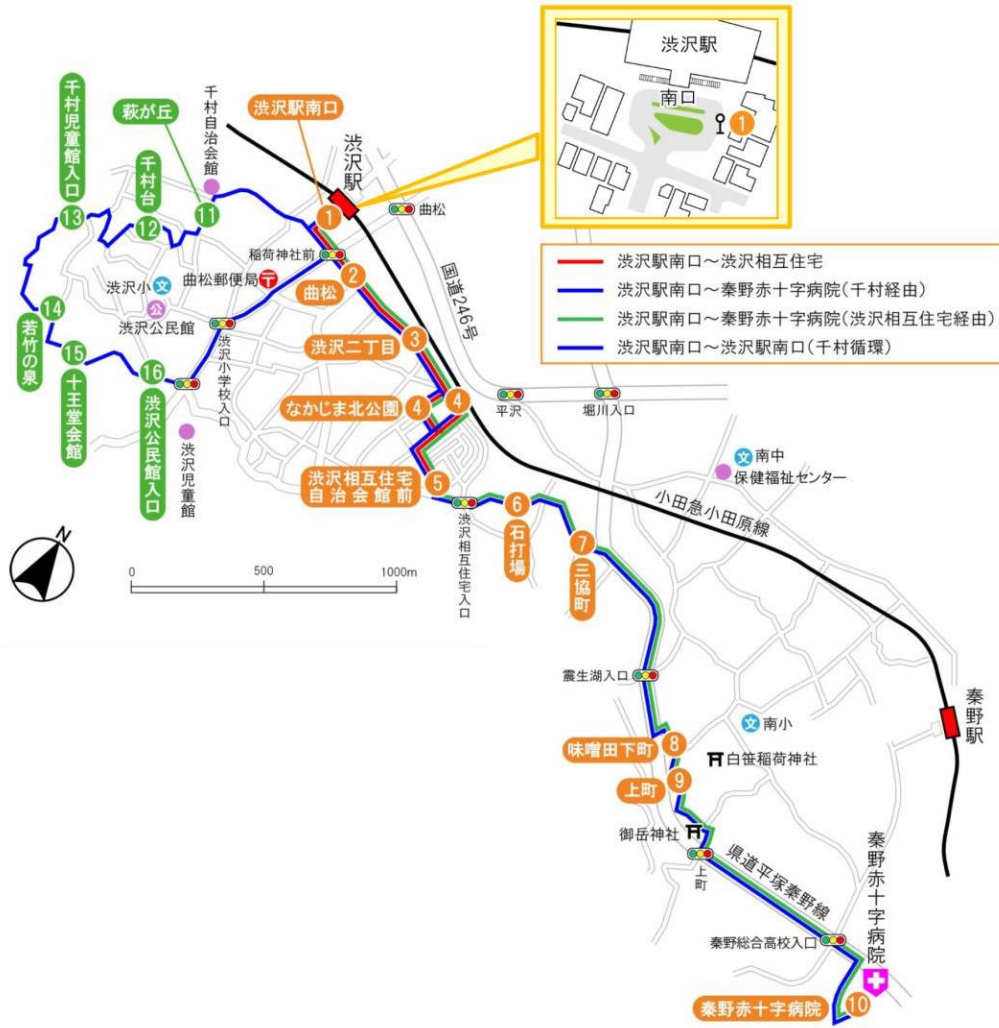 渋沢駅
南口
1
渋沢駅南口~渋沢相互住宅
渋沢駅南口~秦野赤十字病院(千村経由)
渋沢駅南口~秦野赤十字病院(渋沢相互住宅経由)
渋沢駅南口~渋沢駅南口(千村循環)
千村児童館入口
萩が丘
千村自治会館
渋沢駅南口
渋沢駅
千村台
13
12
11
1
曲松
稲荷神社前
国道246号
渋沢小
文
曲松郵便局
〒
2
曲松
公
渋沢公民館
14
若竹の泉
15
十王堂会館
16
渋沢公民館入口
渋沢小学校入口
渋沢児童館
渋沢二丁目
3
なかじま北公園
4
4
平沢
堀川入口
渋沢相互住宅
自治会館前
5
渋沢相互住宅入口
6
石打場
7
三協町
文
南中
保健福祉センター
小田急小田原線
N
0
500
1000m
震生湖入口
味噌田下町
8
文
南小
白笹稲荷神社
上町
9
秦野駅
御岳神社
上町
県道平塚秦野線
秦野赤十字病院
秦野総合高校入口
秦野赤十字病院
10